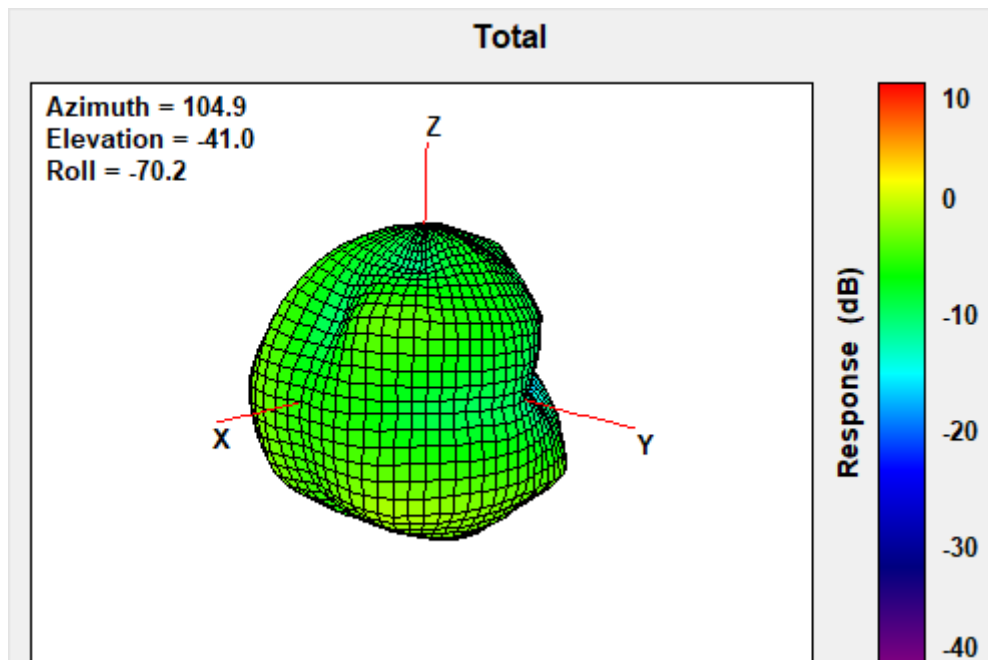 Total
Azimuth = 104.9
Elevation = -41.0
Roll = -70.2
Z
X
Y
10
0
-10
-20
-30
-40
Response (dB)